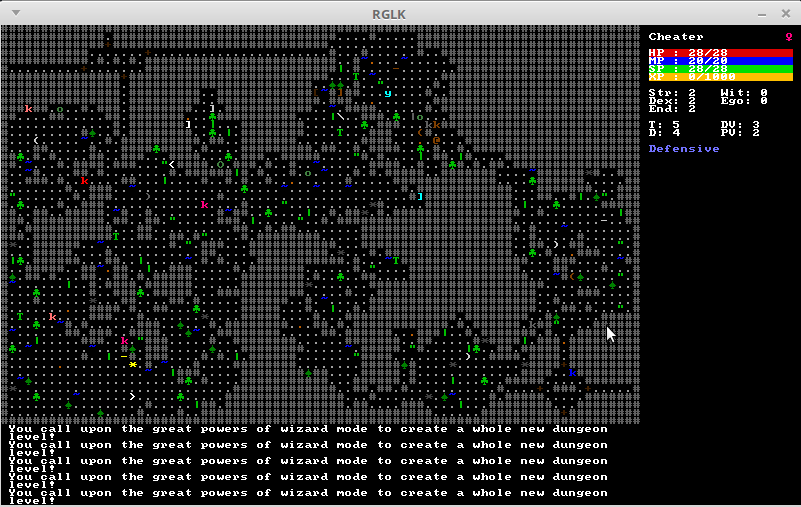 RGLK
Cheater ♀
HP : 28/28
MP : 20/20
SP : 28/28
XP : 0/1000
Str: 2 Wit: 0
Dex: 2 Ego: 0
End: 2
T: 5 DV: 3
D: 4 PV: 2
Defensive
You call upon the great powers of wizard mode to create a whole new dungeon
level!
You call upon the great powers of wizard mode to create a whole new dungeon
level!
You call upon the great powers of wizard mode to create a whole new dungeon
level!
You call upon the great powers of wizard mode to create a whole new dungeon
level!
You call upon the great powers of wizard mode to create a whole new dungeon
level!